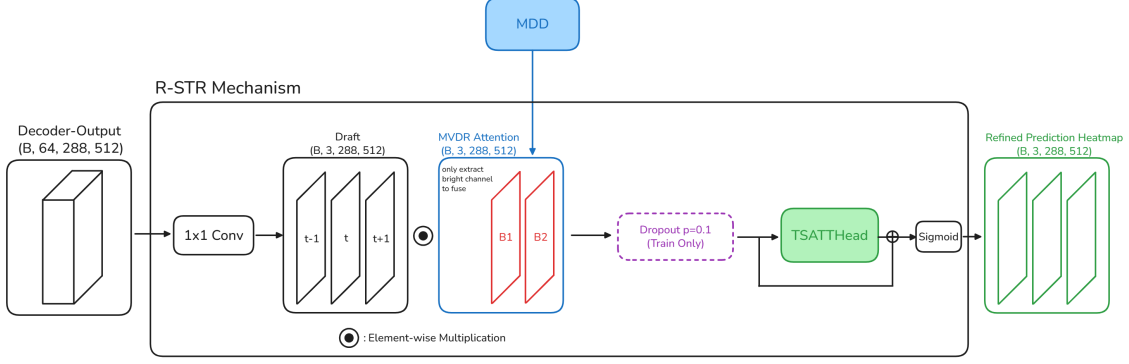 MDD
R-STR Mechanism
Decoder-Output
(B, 64, 288, 512)
1x1 Conv
Draft
(B, 3, 288, 512)
t-1
t
t+1
MVDR Attention
(B, 3, 288, 512)
only extract
bright channel
to fuse
B1
B2
Dropout p=0.1
(Train Only)
TSATTHead
Sigmoid
Refined Prediction Heatmap
(B, 3, 288, 512)
: Element-wise Multiplication